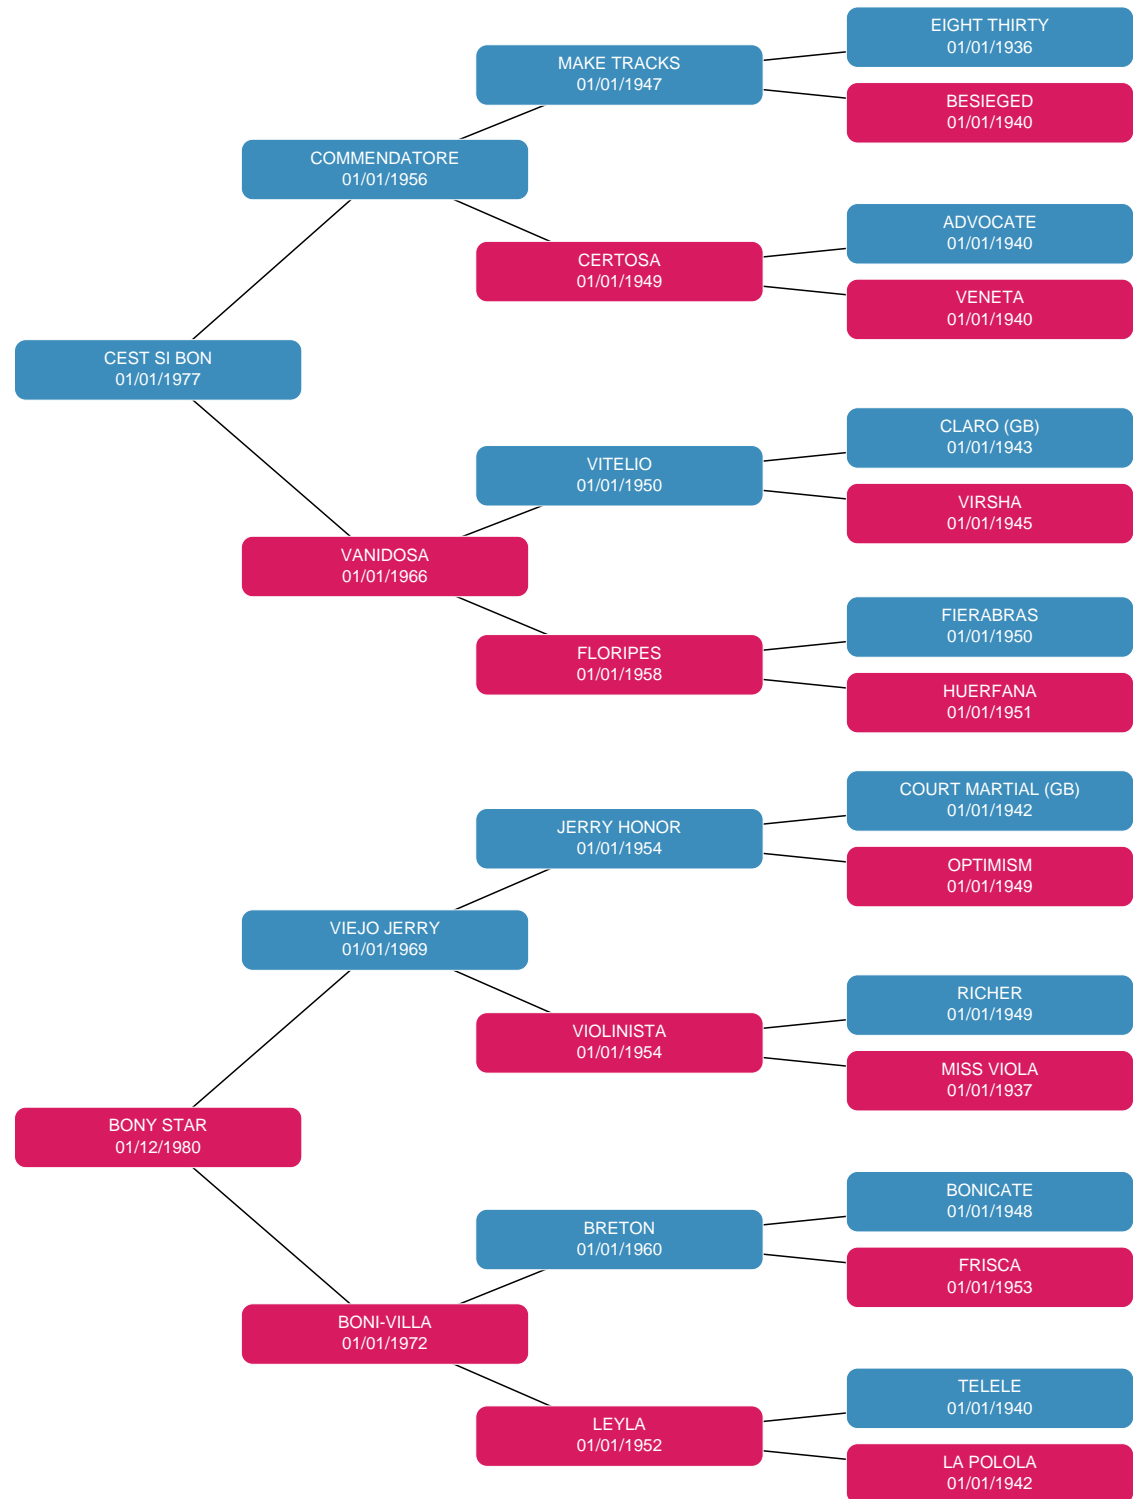 EIGHT THIRTY
01/01/1936
MAKE TRACKS
01/01/1947
BESIEGED
01/01/1940
COMMENDATORE
01/01/1956
ADVOCATE
01/01/1940
CERTOSA
01/01/1949
VENETA
01/01/1940
CEST SI BON
01/01/1977
CLARO (GB)
01/01/1943
VITELIO
01/01/1950
VIRSHA
01/01/1945
VANIDOSA
01/01/1966
FIERABRAS
01/01/1950
FLORIPES
01/01/1958
HUERFANA
01/01/1951
COURT MARTIAL (GB)
01/01/1942
JERRY HONOR
01/01/1954
OPTIMISM
01/01/1949
VIEJO JERRY
01/01/1969
RICHER
01/01/1949
VIOLINISTA
01/01/1954
MISS VIOLA
01/01/1937
BONY STAR
01/12/1980
BONICATE
01/01/1948
BRETON
01/01/1960
FRISCA
01/01/1953
BONI-VILLA
01/01/1972
TELELE
01/01/1940
LEYLA
01/01/1952
LA POLOLA
01/01/1942